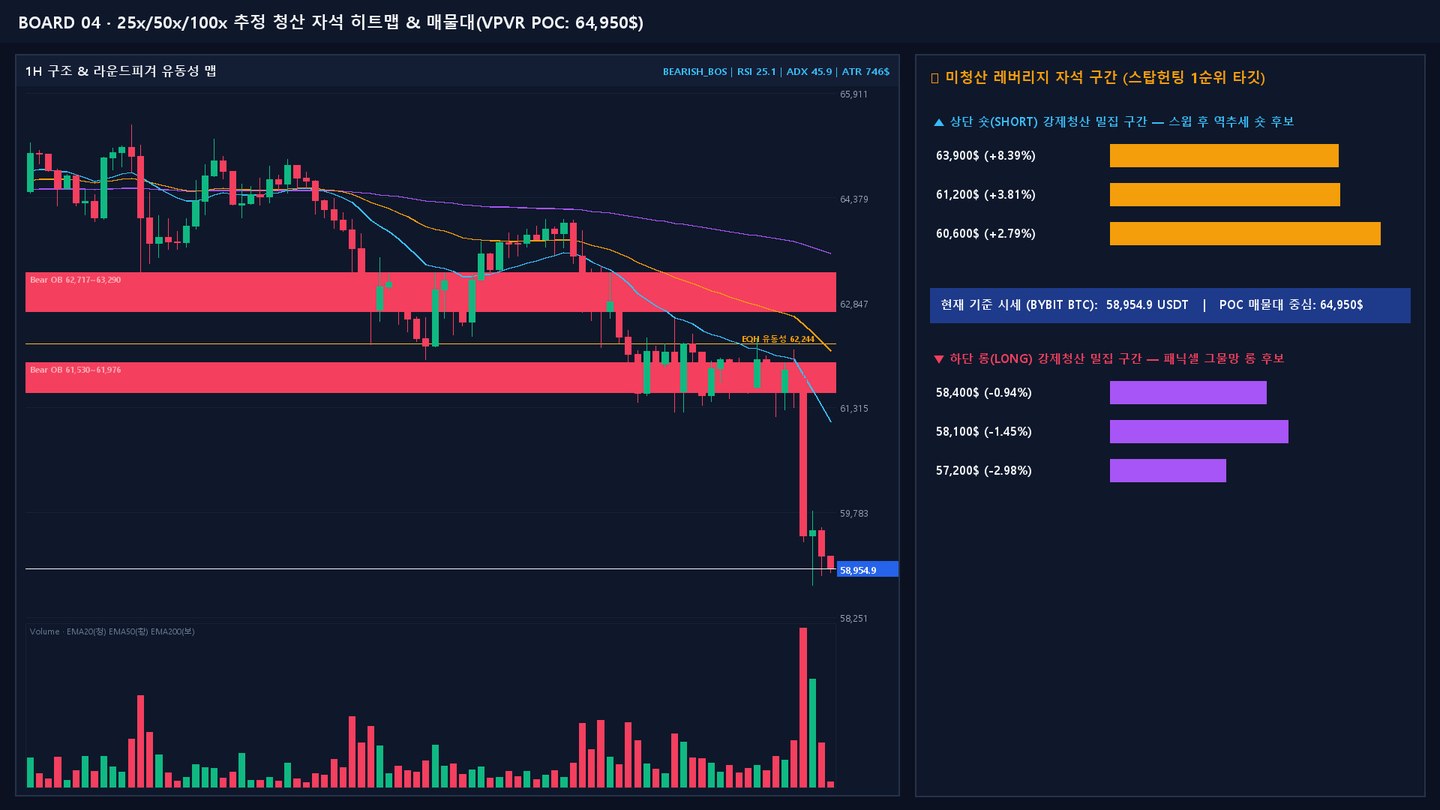 BOARD 04 · 25x/50x/100x 추정 청산 자석 히트맵 & 매물대(VPVR POC: 64,950$)
1H 구조 & 라운드피겨 유동성 맵
BEARISH_BOS | RSI 25.1 | ADX 45.9 | ATR 746$
65,911
64,379
Bear OB 62,717~63,290
62,847
EQH 유동성 62,244
Bear OB 61,530~61,976
61,315
59,783
58,954.9
58,251
Volume · EMA20(청) EMA50(황) EMA200(보)
미청산 레버리지 자석 구간 (스탑헌팅 1순위 타깃)
▲ 상단 숏(SHORT) 강제청산 밀집 구간 — 스윕 후 역추세 숏 후보
63,900$ (+8.39%)
61,200$ (+3.81%)
60,600$ (+2.79%)
현재 기준 시세 (BYBIT BTC): 58,954.9 USDT | POC 매물대 중심: 64,950$
▼ 하단 롱(LONG) 강제청산 밀집 구간 — 패닉셀 그물망 롱 후보
58,400$ (-0.94%)
58,100$ (-1.45%)
57,200$ (-2.98%)